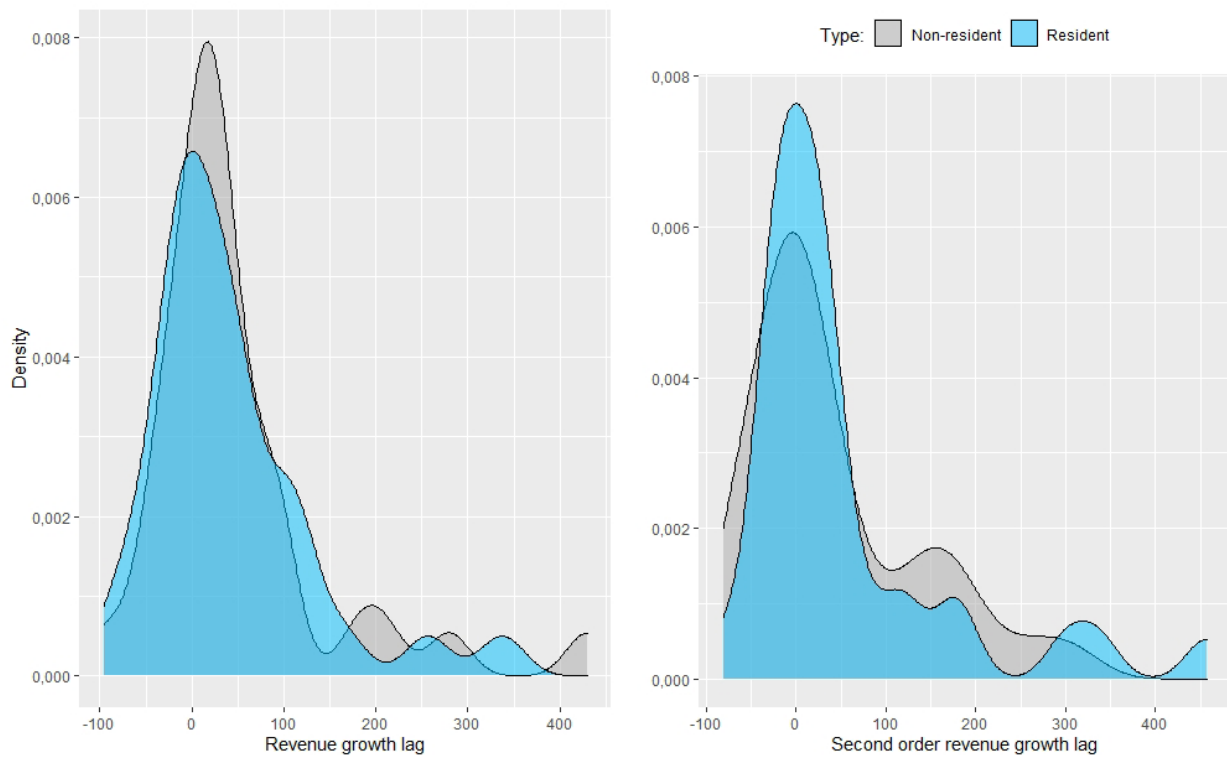 0,008
0,006
0,004
0,002
0,000
Density
-100 0 100 200 300 400
Revenue growth lag
Type: Non-resident Resident
0,008
0,006
0,004
0,002
0,000
-100 0 100 200 300 400
Second order revenue growth lag